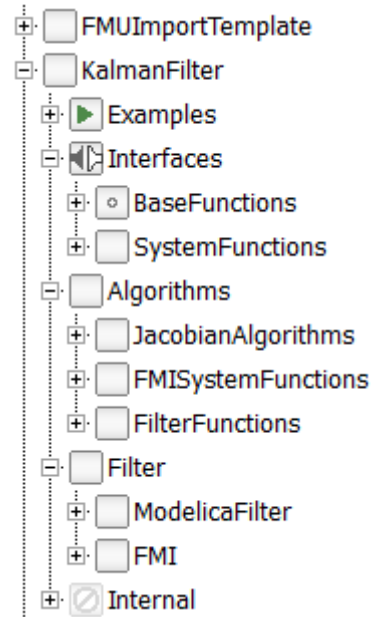 FMUImportTemplate
KalmanFilter
Examples
Interfaces
BaseFunctions
SystemFunctions
Algorithms
JacobianAlgorithms
FMISystemFunctions
FilterFunctions
Filter
ModelicaFilter
FMI
Internal